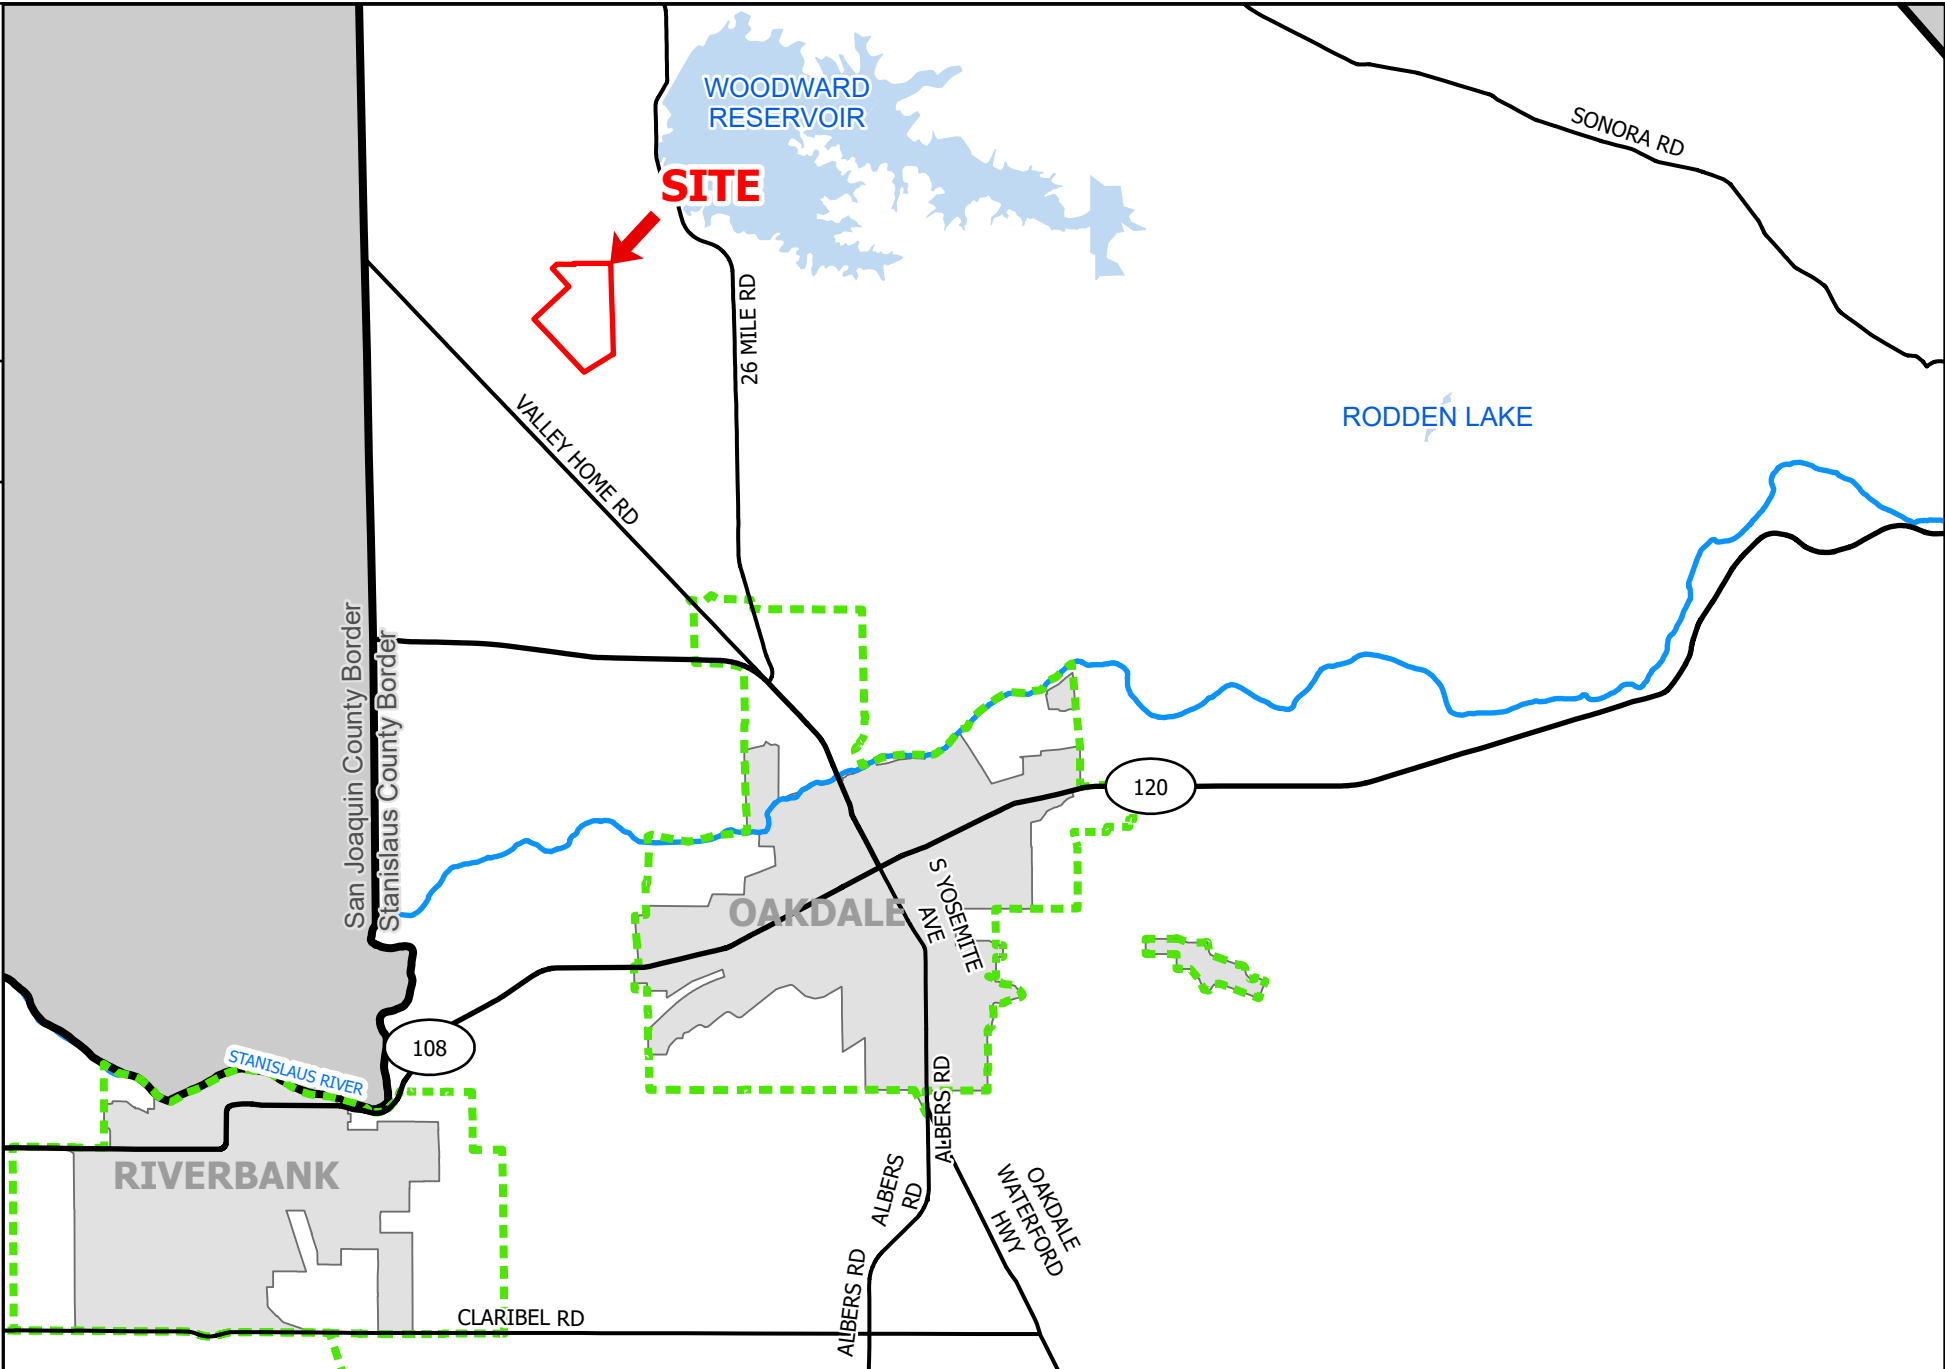 WOODWARD
RESERVOIR
SONORA RD
SITE
26 MILE RD
VALLEY HOME RD
RODDEN LAKE
San Joaquin County Border
Stanislaus County Border
120
S YOSEMITE
AVE
OAKDALE
108
STANISLAUS RIVER
ALBERS RD
RIVERBANK
ALBERS
RD
OAKDALE
WATERFORD
HWY
ALBERS RD
CLARIBEL RD